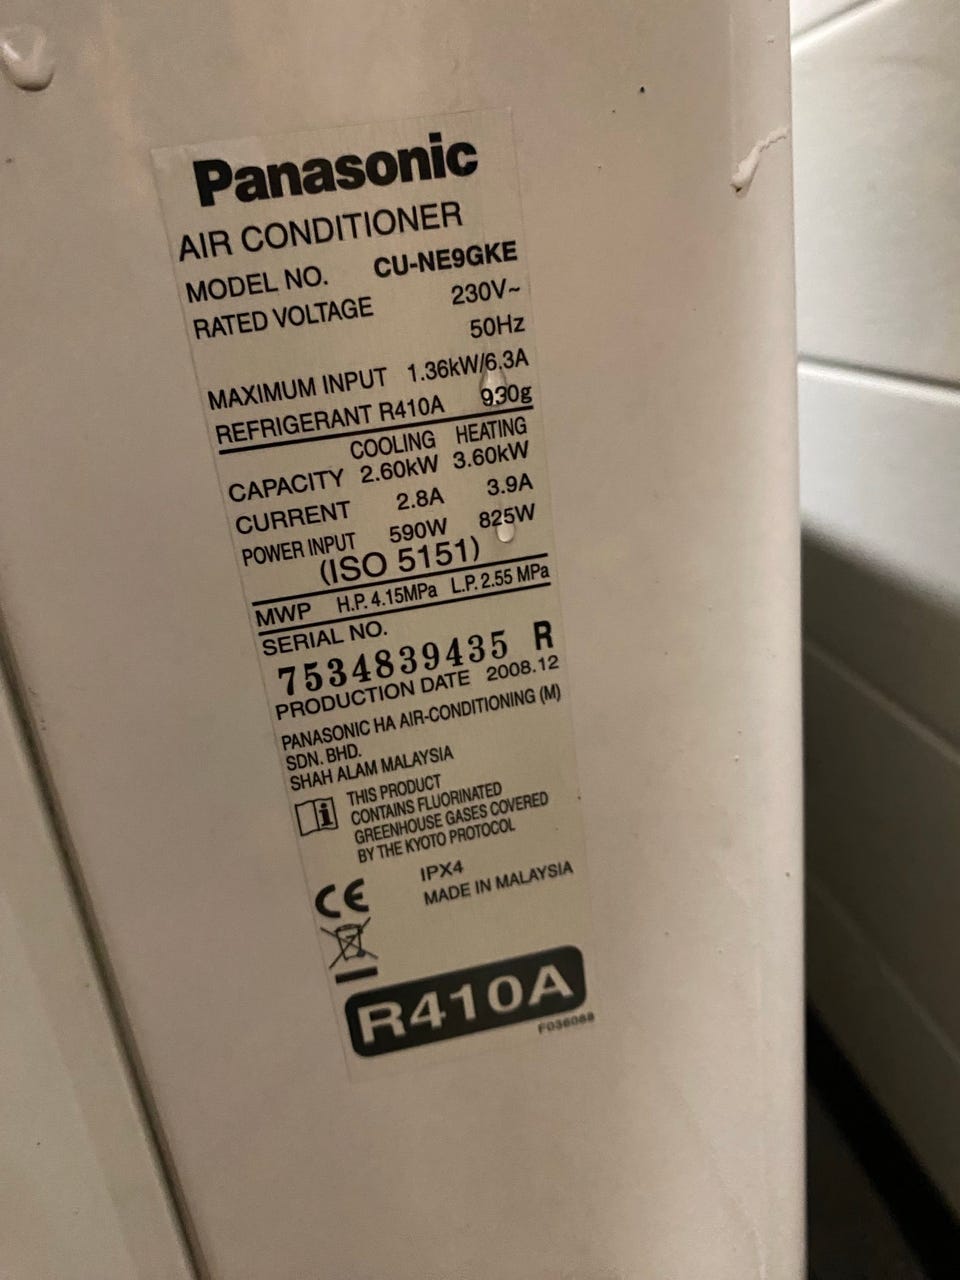 Panasonic
AIR CONDITIONER
MODEL NO. CU-NE9GKE
RATED VOLTAGE 230V~
50Hz
MAXIMUM INPUT 1.36kW/6.3A
REFRIGERANT R410A 930g
COOLING HEATING
CAPACITY 2.60kW 3.60kW
CURRENT 2.8A 3.9A
POWER INPUT 590W 825W
(ISO 5151)
MWP H.P. 4.15MPa L.P. 2.55 MPa
SERIAL NO.
7534839435 R
PRODUCTION DATE 2008.12
PANASONIC HA AIR-CONDITIONING (M)
SDN. BHD.
SHAH ALAM MALAYSIA
i THIS PRODUCT
CONTAINS FLUORINATED
GREENHOUSE GASES COVERED
BY THE KYOTO PROTOCOL
CE IPX4
MADE IN MALAYSIA
R410A
F036068